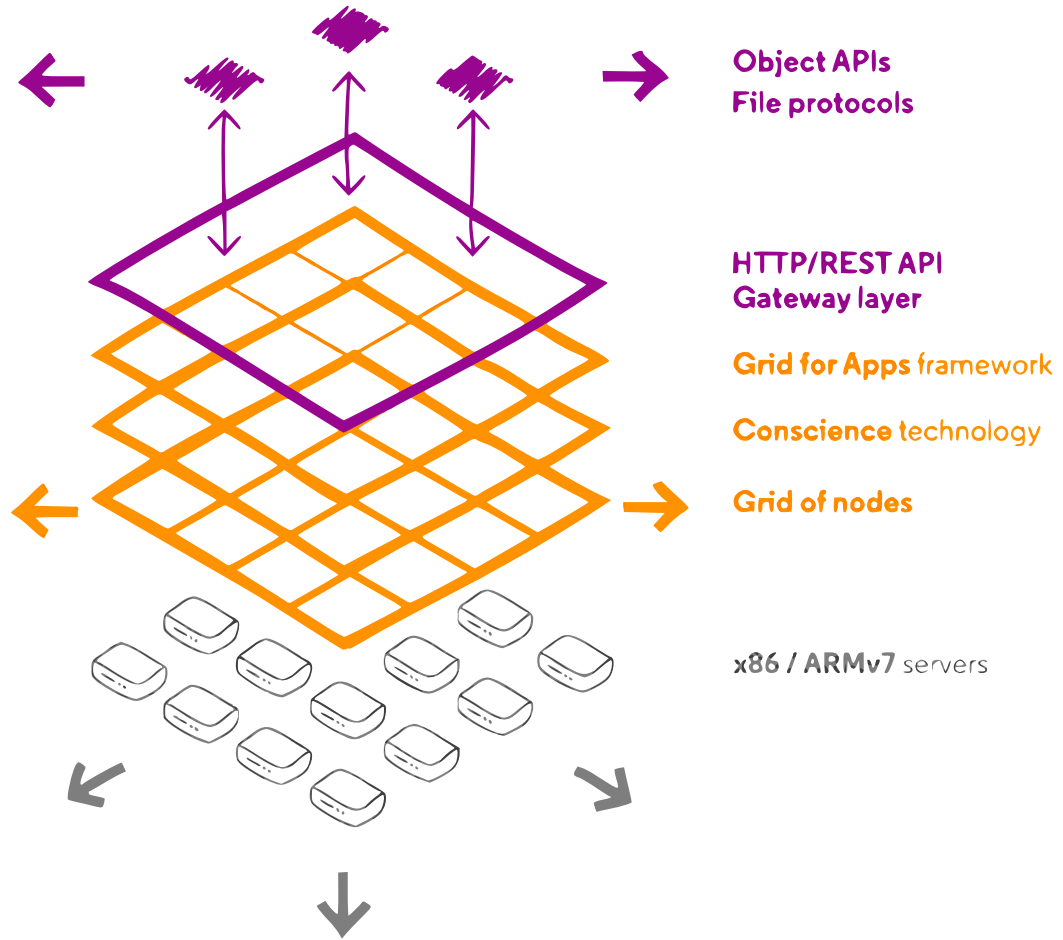 Object APIs
File protocols
HTTP/REST API
Gateway layer
Grid for Apps framework
Conscience technology
Grid of nodes
x86 / ARMv7 servers